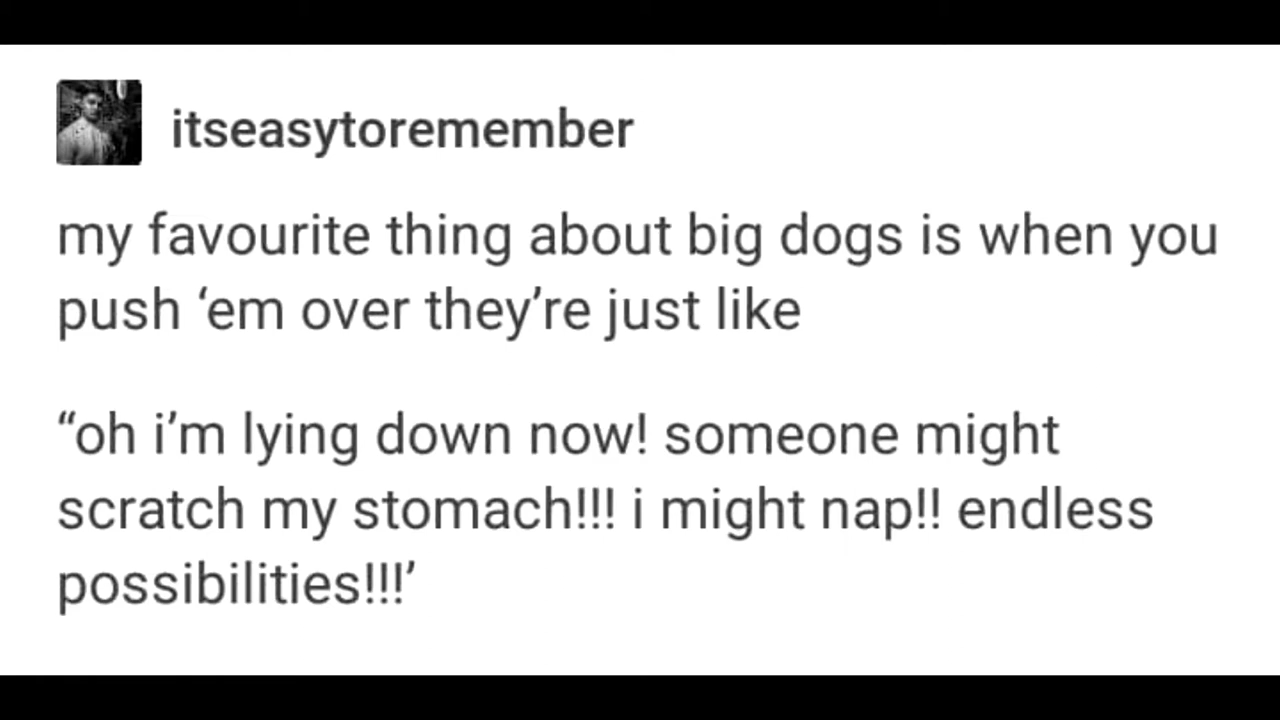 itseasytoremember
my favourite thing about big dogs is when you
push ‘em over they’re just like
“oh i’m lying down now! someone might
scratch my stomach!!! i might nap!! endless
possibilities!!!’